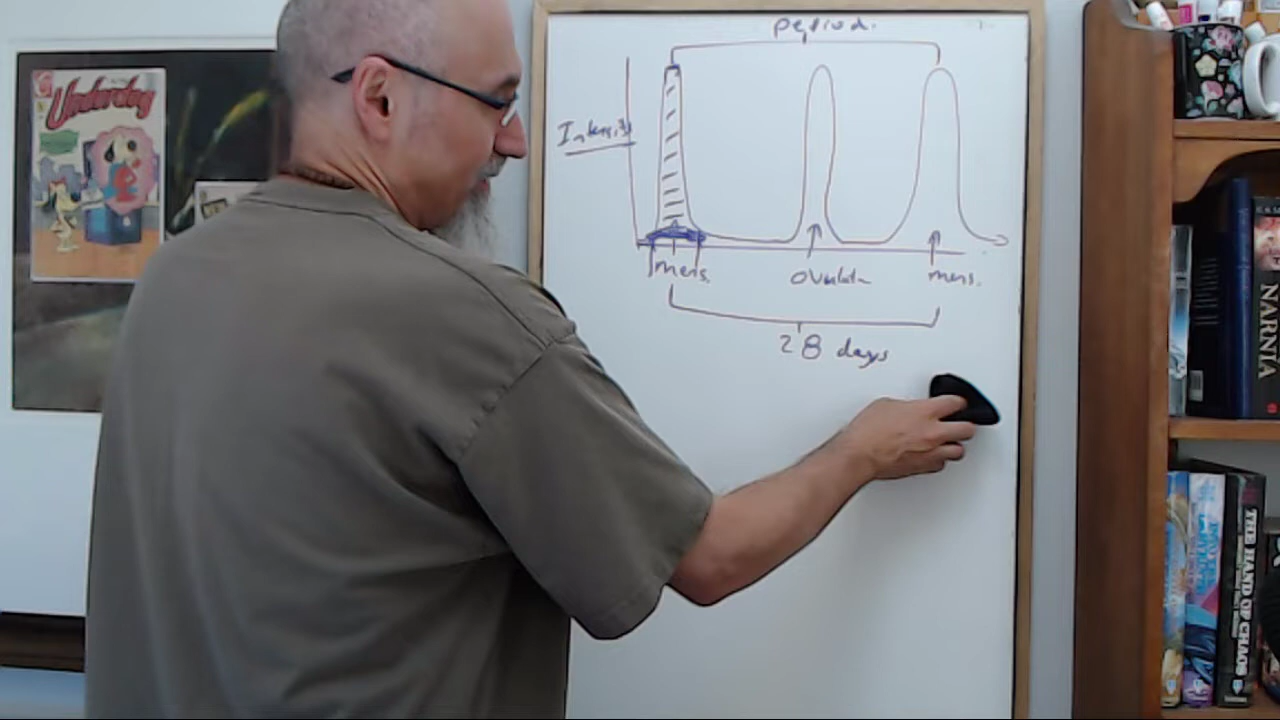 Underdog
period.
Intensity
mens.
ovulate
mens.
28 days
NARNIA
THE HAND OF CHAOS